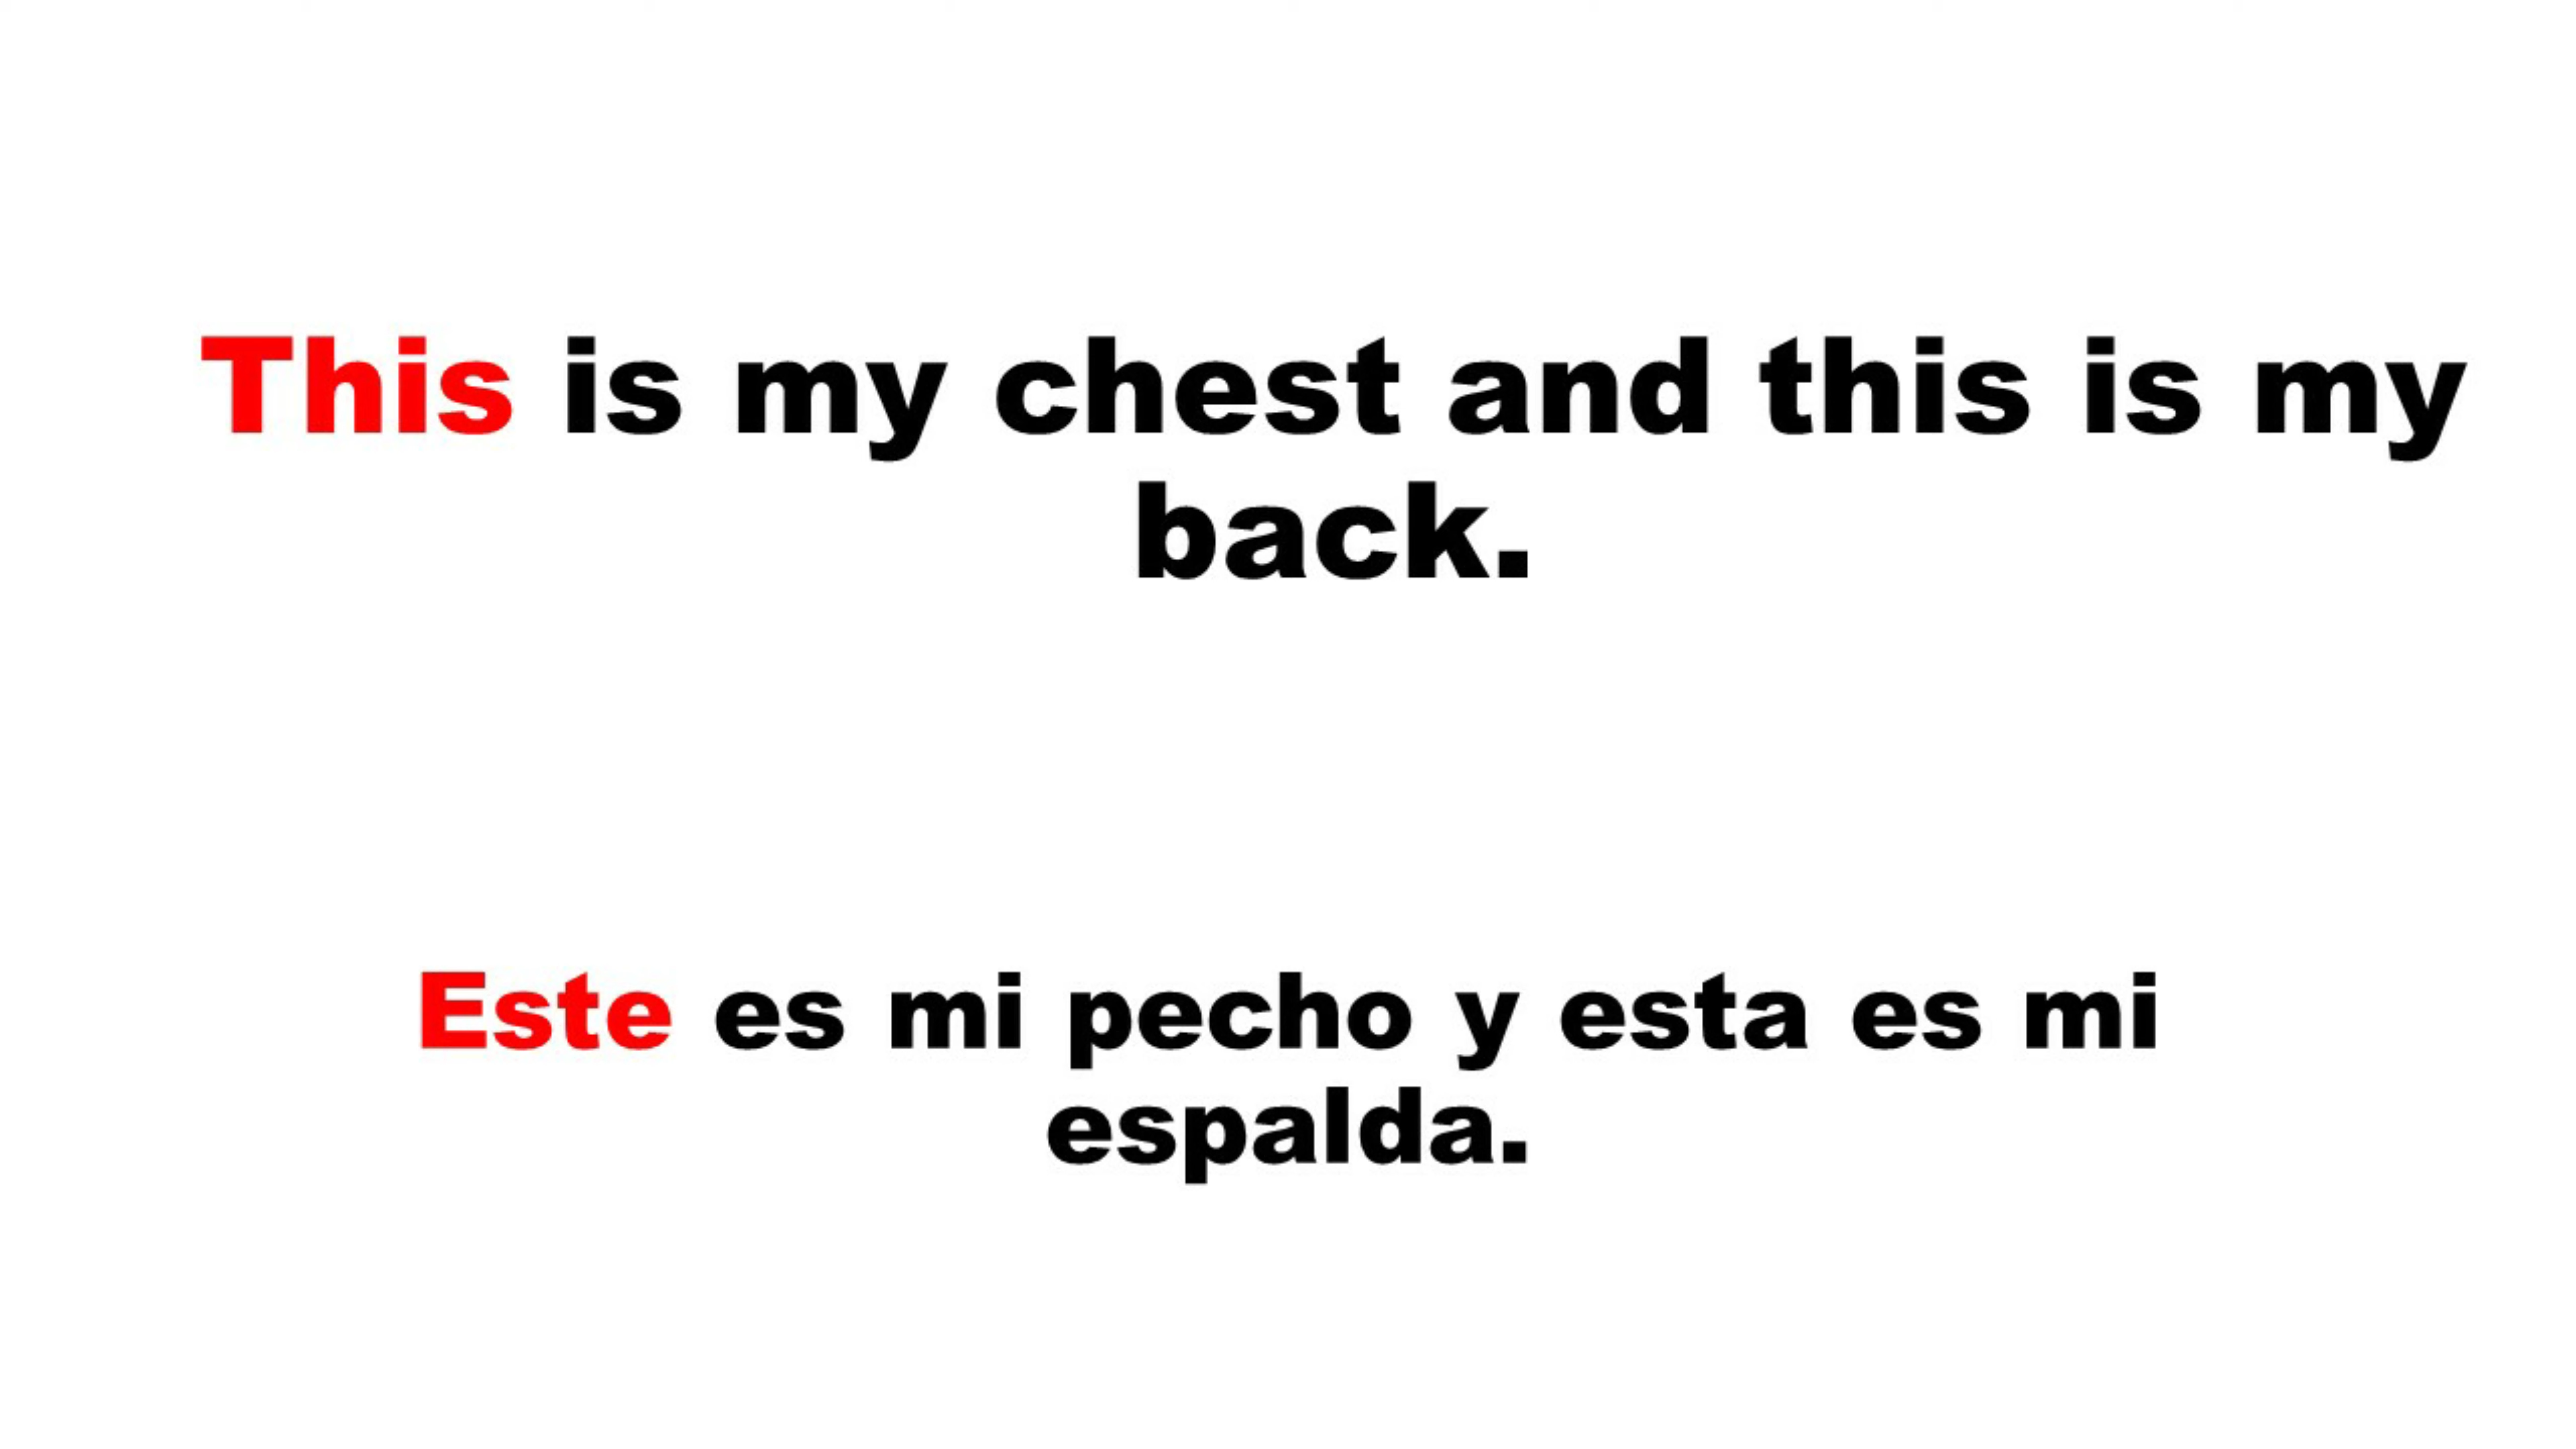 This is my chest and this is my
back.
Este es mi pecho y esta es mi
espalda.